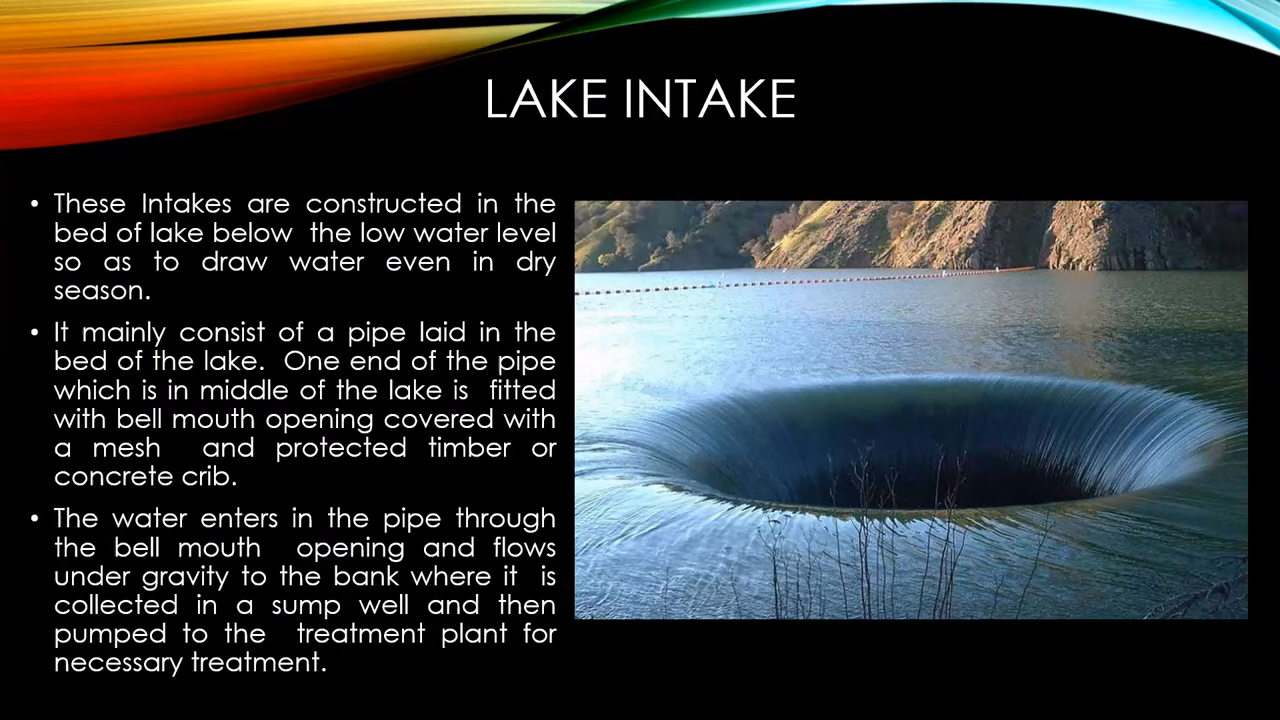 LAKE INTAKE
• These Intakes are constructed in the
bed of lake below the low water level
so as to draw water even in dry
season.
• It mainly consist of a pipe laid in the
bed of the lake. One end of the pipe
which is in middle of the lake is fitted
with bell mouth opening covered with
a mesh and protected timber or
concrete crib.
• The water enters in the pipe through
the bell mouth opening and flows
under gravity to the bank where it is
collected in a sump well and then
pumped to the treatment plant for
necessary treatment.